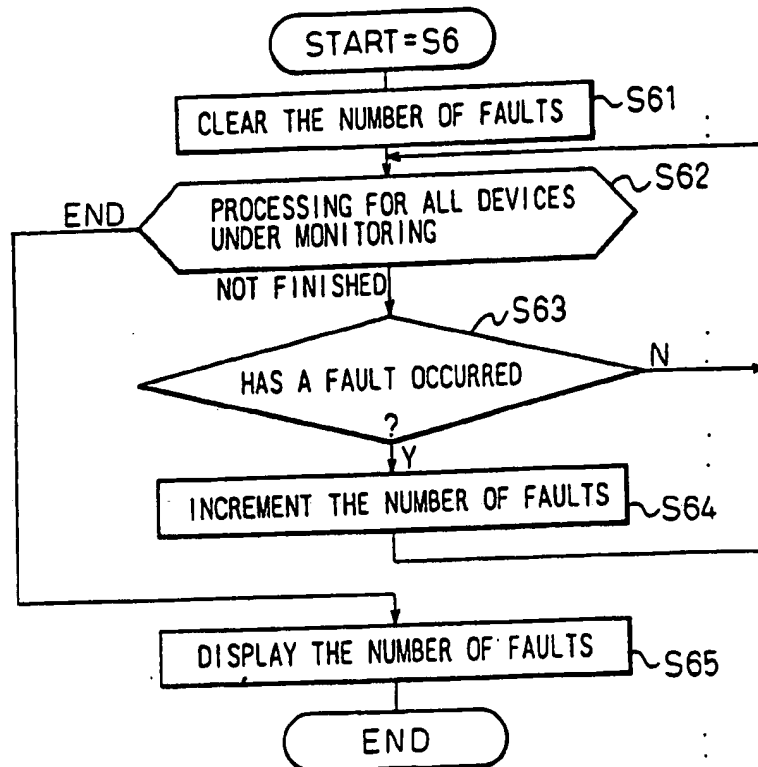 START=S6
CLEAR THE NUMBER OF FAULTS
S61
S62
END
PROCESSING FOR ALL DEVICES
UNDER MONITORING
NOT FINISHED
S63
HAS A FAULT OCCURRED
N
?
Y
INCREMENT THE NUMBER OF FAULTS
S64
DISPLAY THE NUMBER OF FAULTS
S65
END